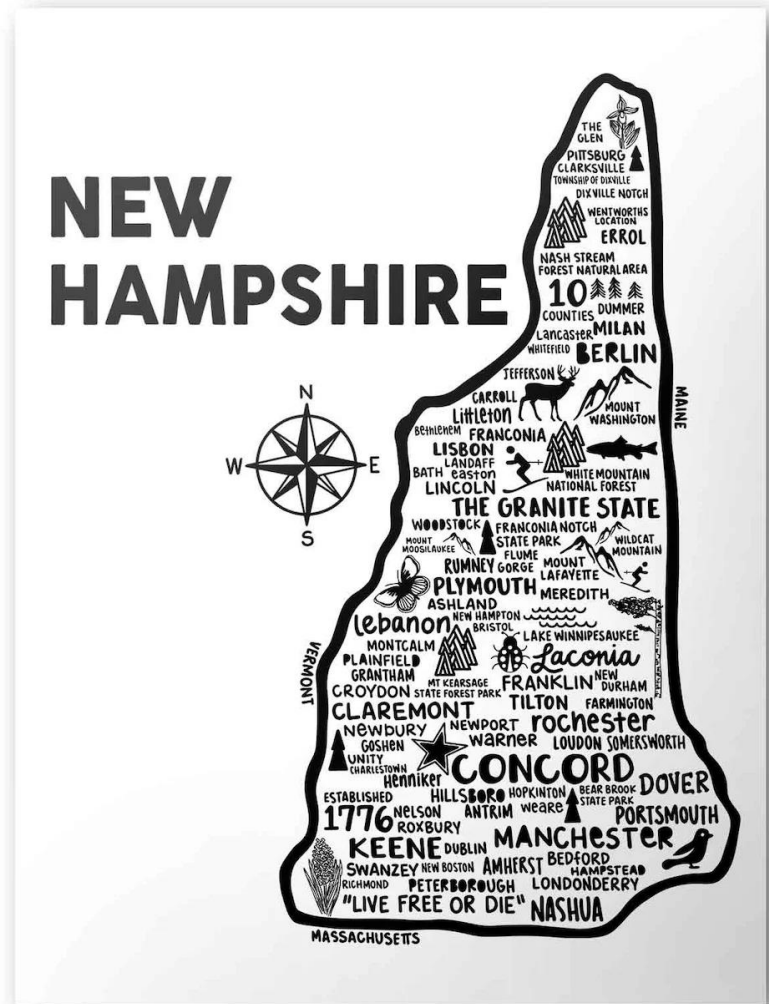 NEW
HAMPSHIRE
N
W E
S
THE
GLEN
PITTSBURG
CLARKSVILLE
TOWNSHIP OF DIXVILLE
DIXVILLE NOTCH
WENTWORTHS
LOCATION
ERROL
NASH STREAM
FOREST NATURAL AREA
10
COUNTIES DUMMER
Lancaster MILAN
WHITEFIELD BERLIN
JEFFERSON
CARROLL
Littleton
MOUNT
WASHINGTON
MAINE
Bethlehem FRANCONIA
LISBON
LANDAFF
BATH easton
LINCOLN
WHITE MOUNTAIN
NATIONAL FOREST
THE GRANITE STATE
WOODSTOCK
FRANCONIA NOTCH
STATE PARK
MOUNT
MOOSILAUKEE
FLUME
GORGE
WILDCAT
MOUNTAIN
RUMNEY
MOUNT
LAFAYETTE
PLYMOUTH MEREDITH
ASHLAND
NEW HAMPTON
Lebanon BRISTOL
LAKE WINNIPESAUKEE
MONTCALM
Laconia
PLAINFIELD
GRANTHAM
VERMONT
MT KEARSAGE
STATE FOREST PARK
FRANKLIN
NEW
DURHAM
CROYDON
TILTON FARMINGTON
CLAREMONT
NEWBURY NEWPORT rochester
GOSHEN
warner LOUDON SOMERSWORTH
UNITY
CHARLESTOWN
CONCORD
Henniker
HILLSBORO HOPKINTON
BEAR BROOK
STATE PARK
DOVER
ESTABLISHED
1776
NELSON ANTRIM weare
PORTSMOUTH
ROXBURY
KEENE DUBLIN MANCHESTER
SWANZEY NEW BOSTON AMHERST BEDFORD
HAMPSTEAD
RICHMOND PETERBOROUGH LONDONDERRY
"LIVE FREE OR DIE" NASHUA
MASSACHUSETTS